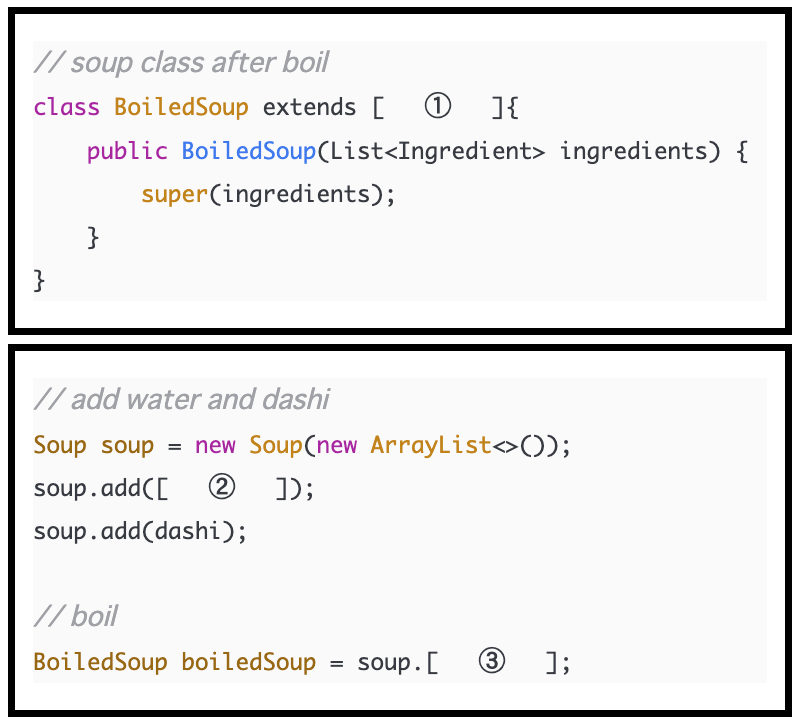 // soup class after boil
class BoiledSoup extends [ ① ]{
public BoiledSoup(List<Ingredient> ingredients) {
super(ingredients);
}
}
// add water and dashi
Soup soup = new Soup(new ArrayList<>());
soup.add([ ② ]);
soup.add(dashi);
// boil
BoiledSoup boiledSoup = soup.[ ③ ];